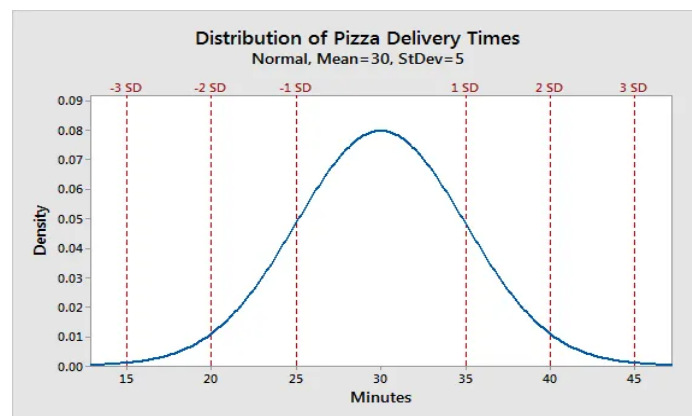 Distribution of Pizza Delivery Times
Normal, Mean=30, StDev=5
-3 SD -2 SD -1 SD 1 SD 2 SD 3 SD
0.09
0.08
0.07
0.06
0.05
0.04
0.03
0.02
0.01
0.00
Density
15 20 25 30 35 40 45
Minutes